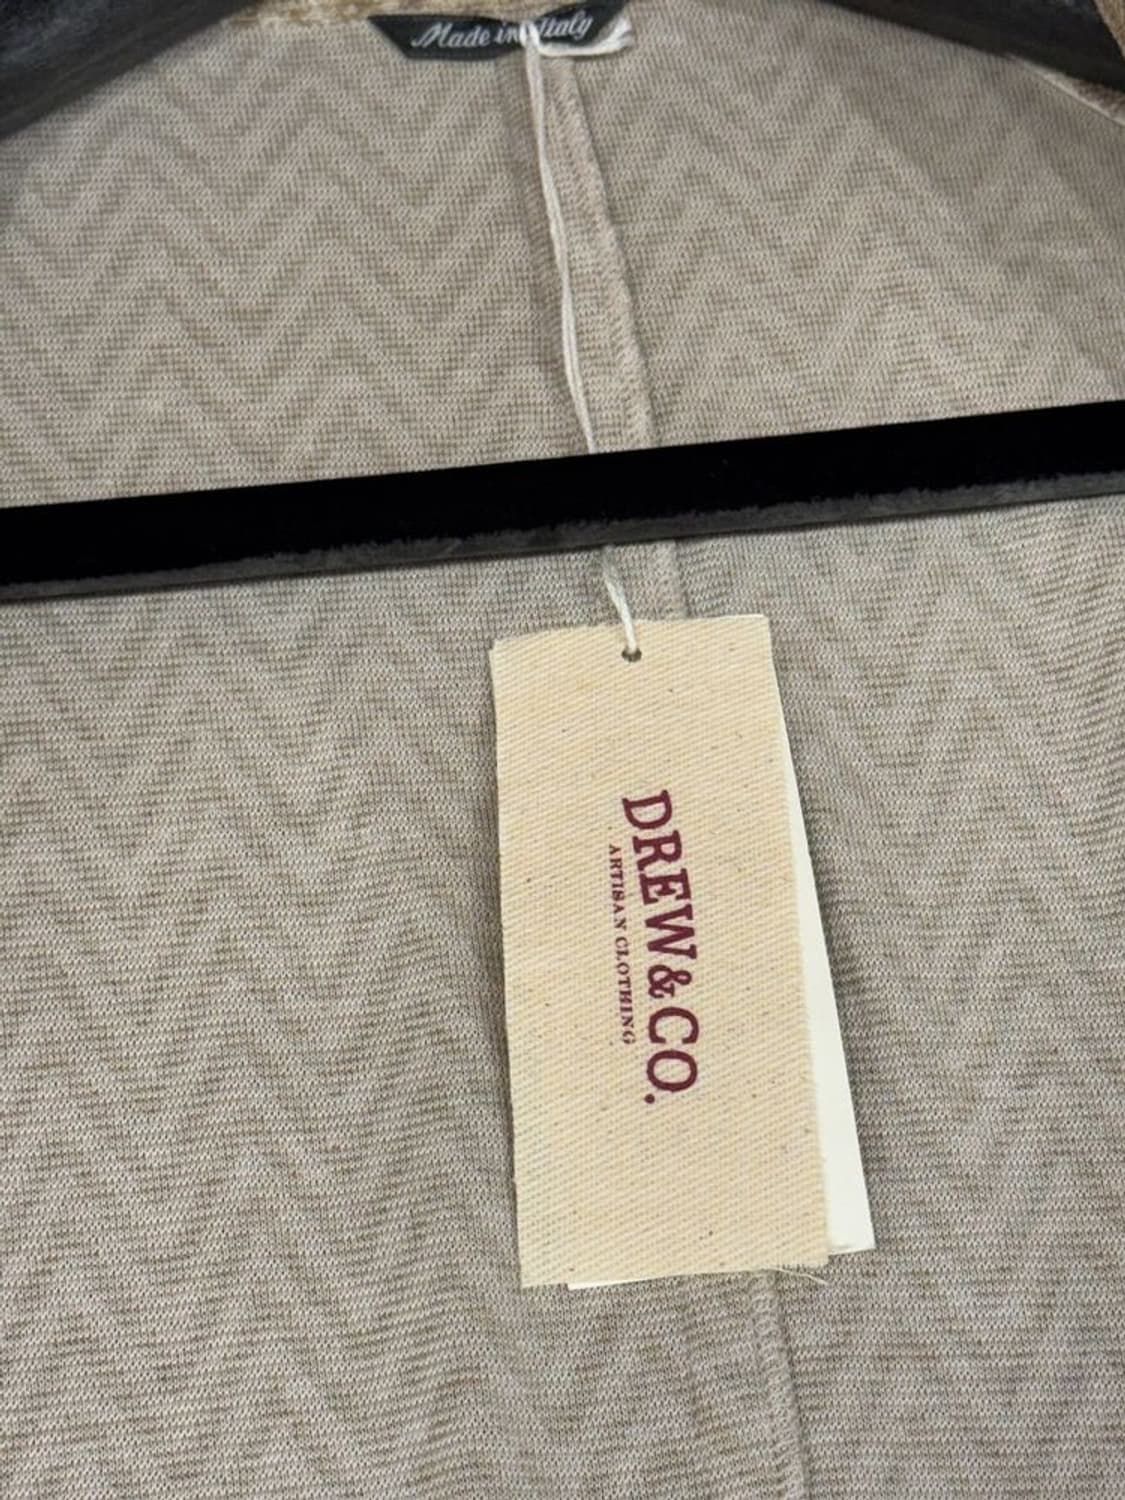 Made in Italy
DREW & CO.
ARTISAN CLOTHING